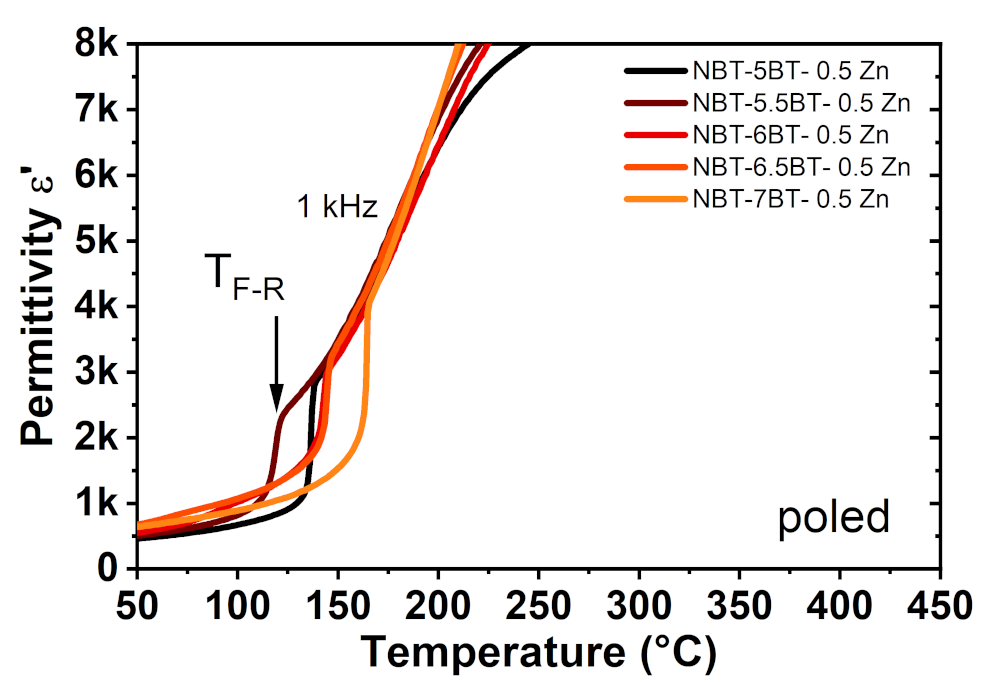 8k
7k
6k
5k
4k
3k
2k
1k
0
Permittivity ε'
NBT-5BT- 0.5 Zn
NBT-5.5BT- 0.5 Zn
NBT-6BT- 0.5 Zn
NBT-6.5BT- 0.5 Zn
NBT-7BT- 0.5 Zn
1 kHz
TF-R
poled
50 100 150 200 250 300 350 400 450
Temperature (°C)